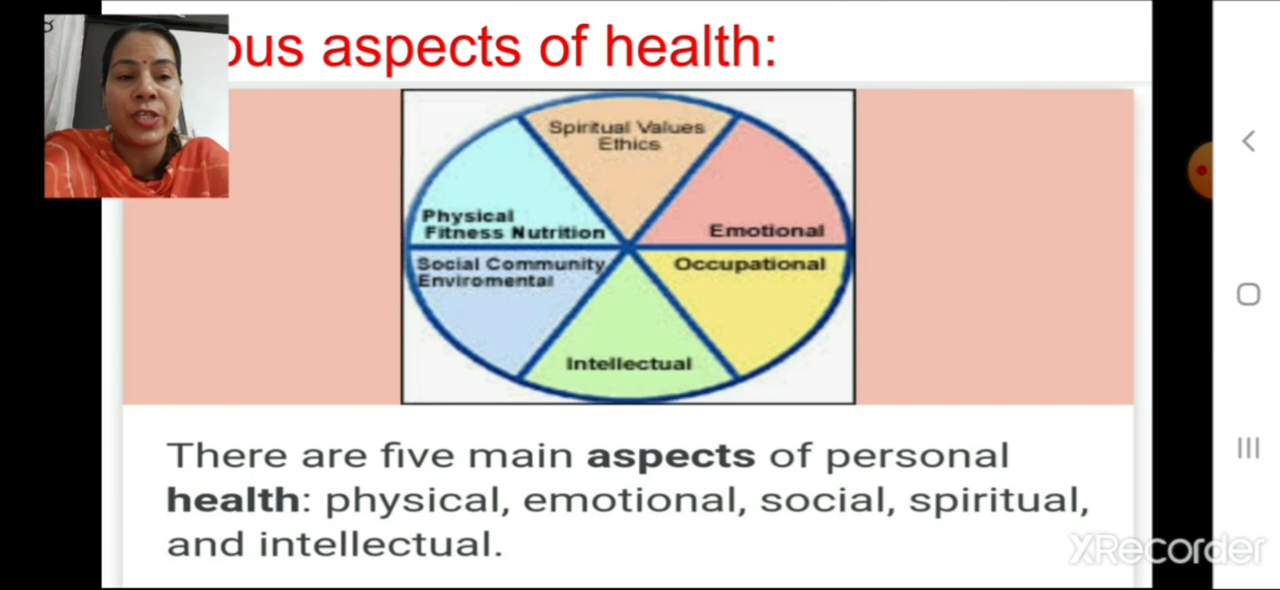 ous aspects of health:
Spiritual Values
Ethics
Physical
Fitness Nutrition
Emotional
Social Community
Enviromental
Occupational
Intellectual
There are five main aspects of personal
health: physical, emotional, social, spiritual,
and intellectual.
XRecorder